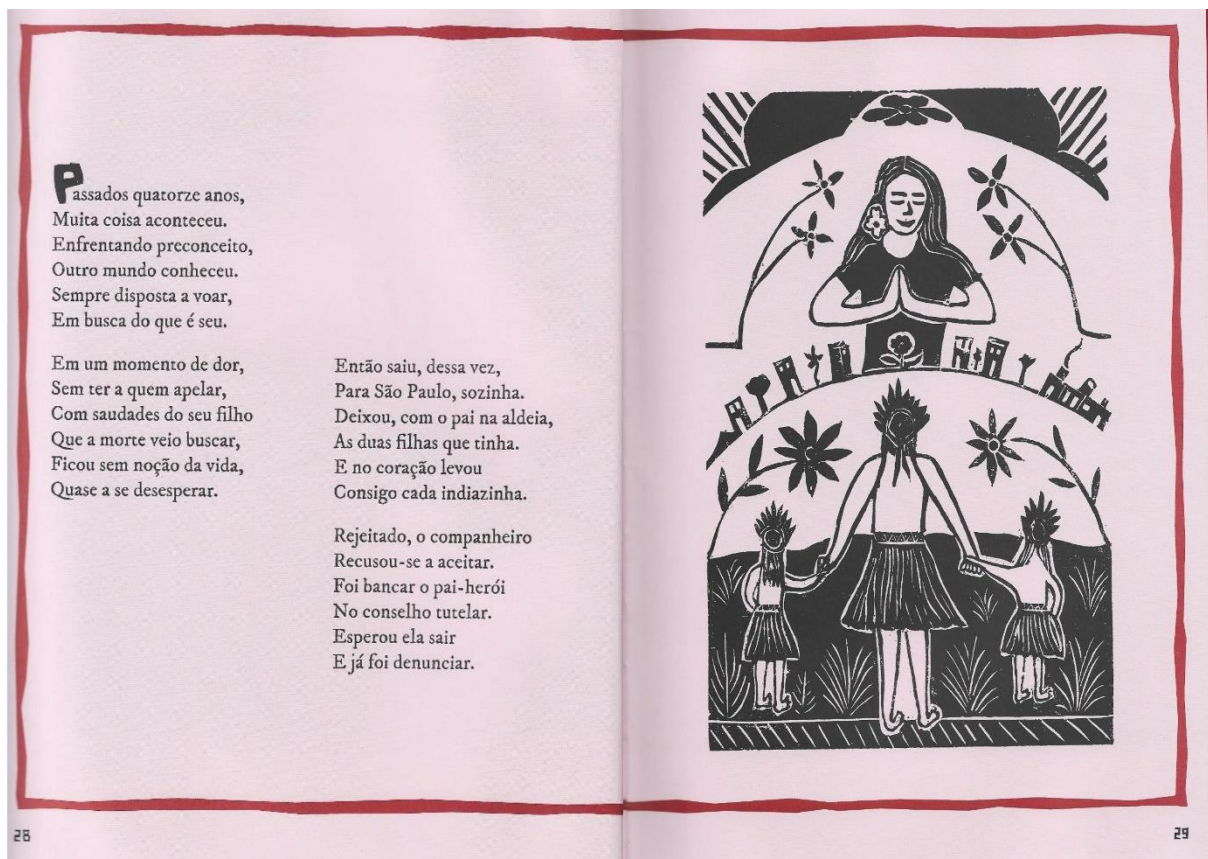 Passados quatorze anos,
Muita coisa aconteceu.
Enfrentando preconceito,
Outro mundo conheceu.
Sempre disposta a voar,
Em busca do que é seu.
Em um momento de dor,
Sem ter a quem apelar,
Com saudades do seu filho
Que a morte veio buscar,
Ficou sem noção da vida,
Quase a se desesperar.
Então saiu, dessa vez,
Para São Paulo, sozinha.
Deixou, com o pai na aldeia,
As duas filhas que tinha.
E no coração levou
Consigo cada indiazinha.
Rejeitado, o companheiro
Recusou-se a aceitar.
Foi bancar o pai-herói
No conselho tutelar.
Esperou ela sair
E já foi denunciar.
28
29